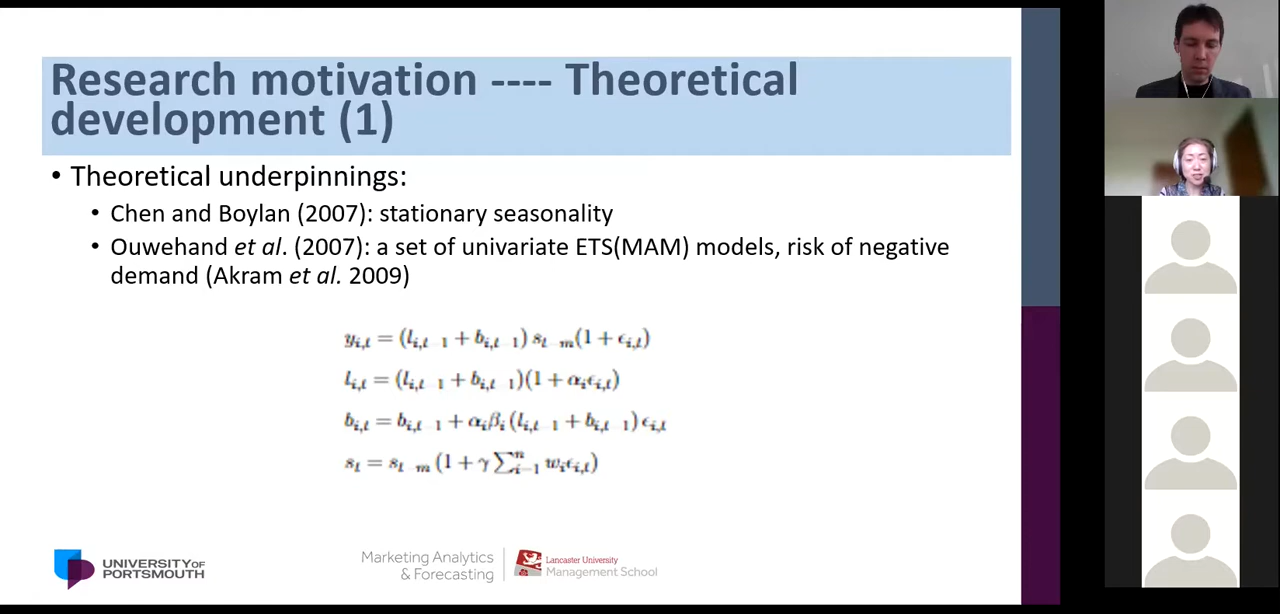 Research motivation ---- Theoretical
development (1)
• Theoretical underpinnings:
• Chen and Boylan (2007): stationary seasonality
• Ouwehand et al. (2007): a set of univariate ETS(MAM) models, risk of negative
demand (Akram et al. 2009)
y_{i,t} = (l_{i,t-1} + b_{i,t-1}) s_{t-m}(1 + ϵ_{i,t})
l_{i,t} = (l_{i,t-1} + b_{i,t-1})(1 + α_i ϵ_{i,t})
b_{i,t} = b_{i,t-1} + α_i β_i (l_{i,t-1} + b_{i,t-1}) ϵ_{i,t}
s_t = s_{t-m} (1 + γ ∑_{i=1}^{n} w_i ϵ_{i,t})
UNIVERSITY OF
PORTSMOUTH
Marketing Analytics
& Forecasting
Lancaster University
Management School